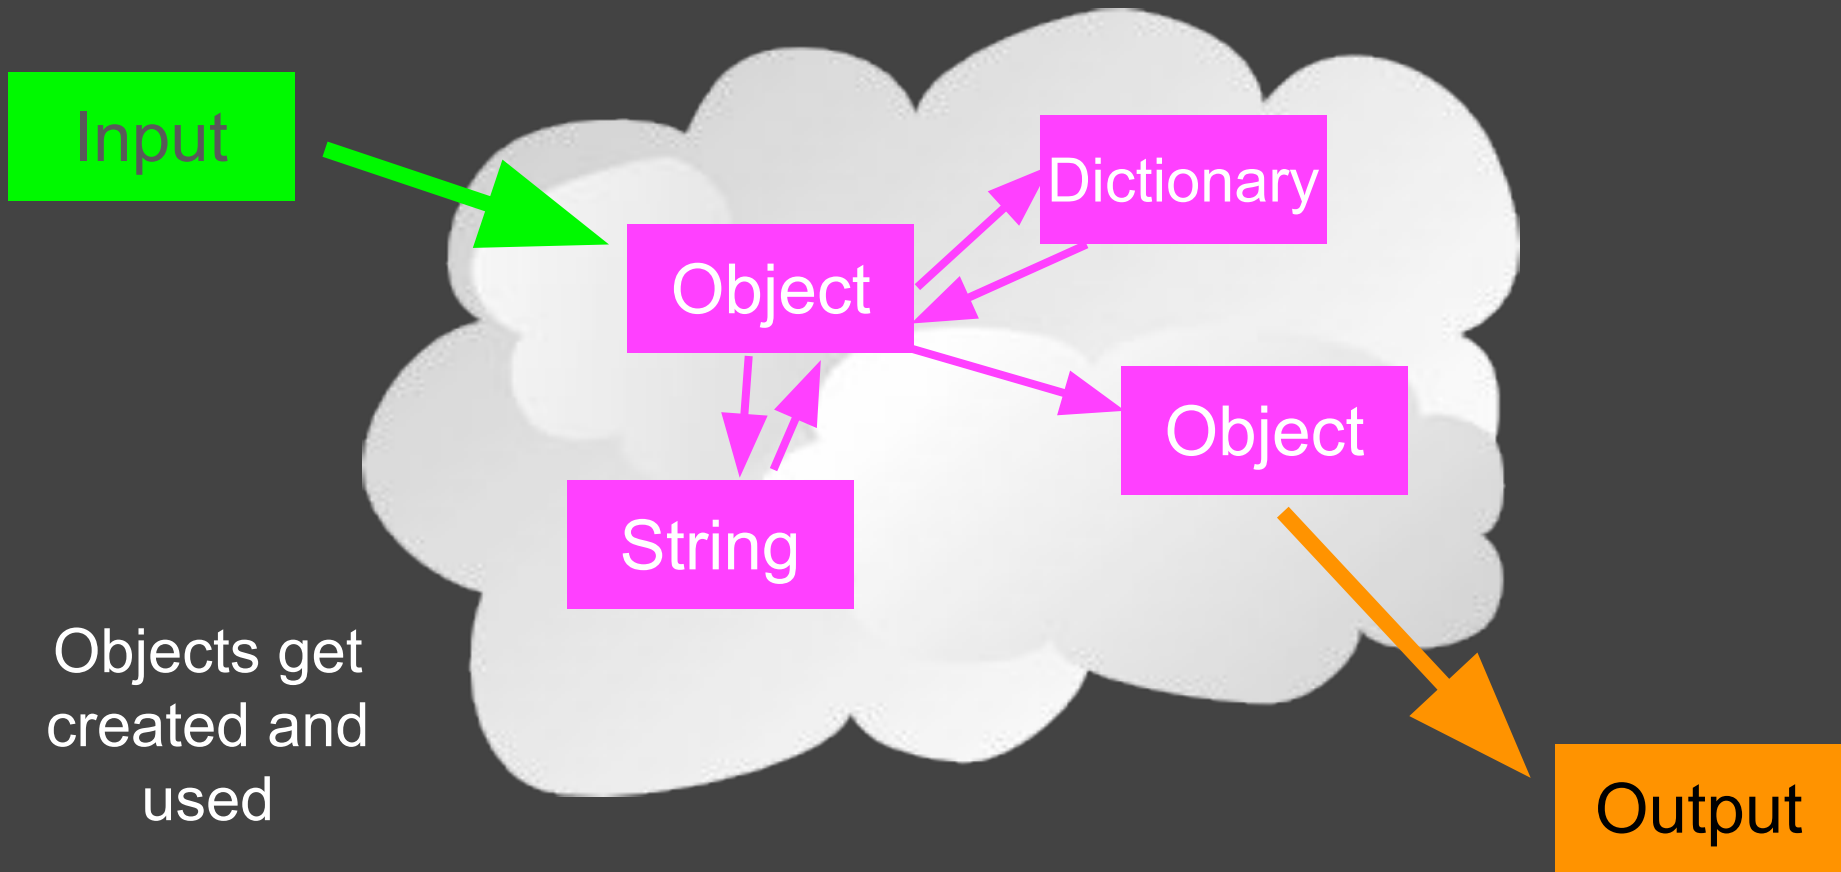 Input
Dictionary
Object
Object
String
Objects get
created and
used
Output